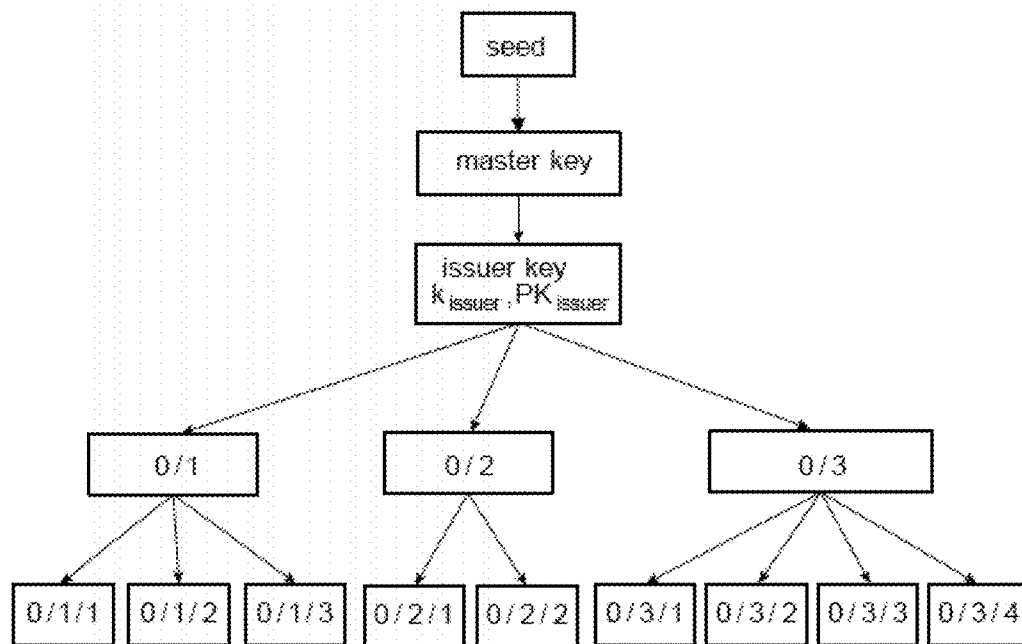 seed
master key
issuer key
k issuer , PK issuer
0/1 0/2 0/3
0/1/1 0/1/2 0/1/3 0/2/1 0/2/2 0/3/1 0/3/2 0/3/3 0/3/4